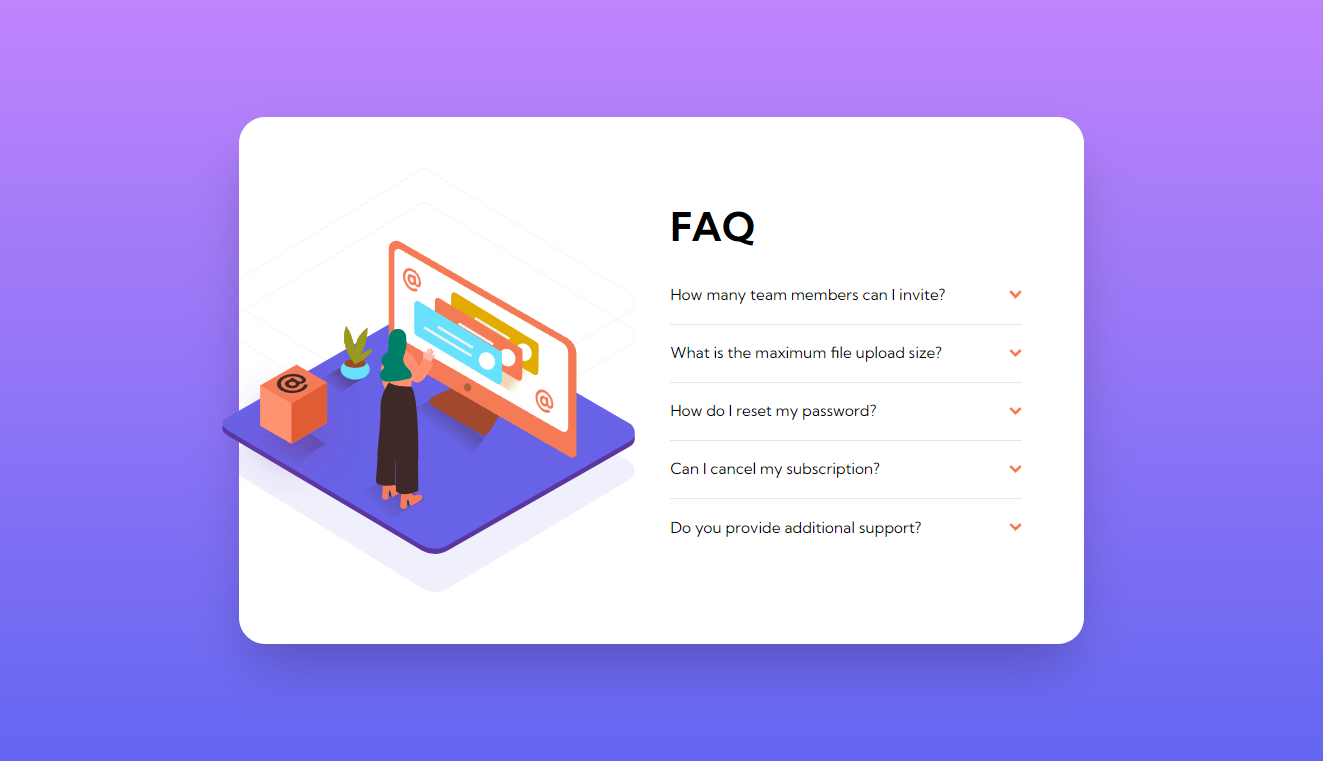 FAQ
How many team members can I invite?
What is the maximum file upload size?
How do I reset my password?
Can I cancel my subscription?
Do you provide additional support?
@
@
@